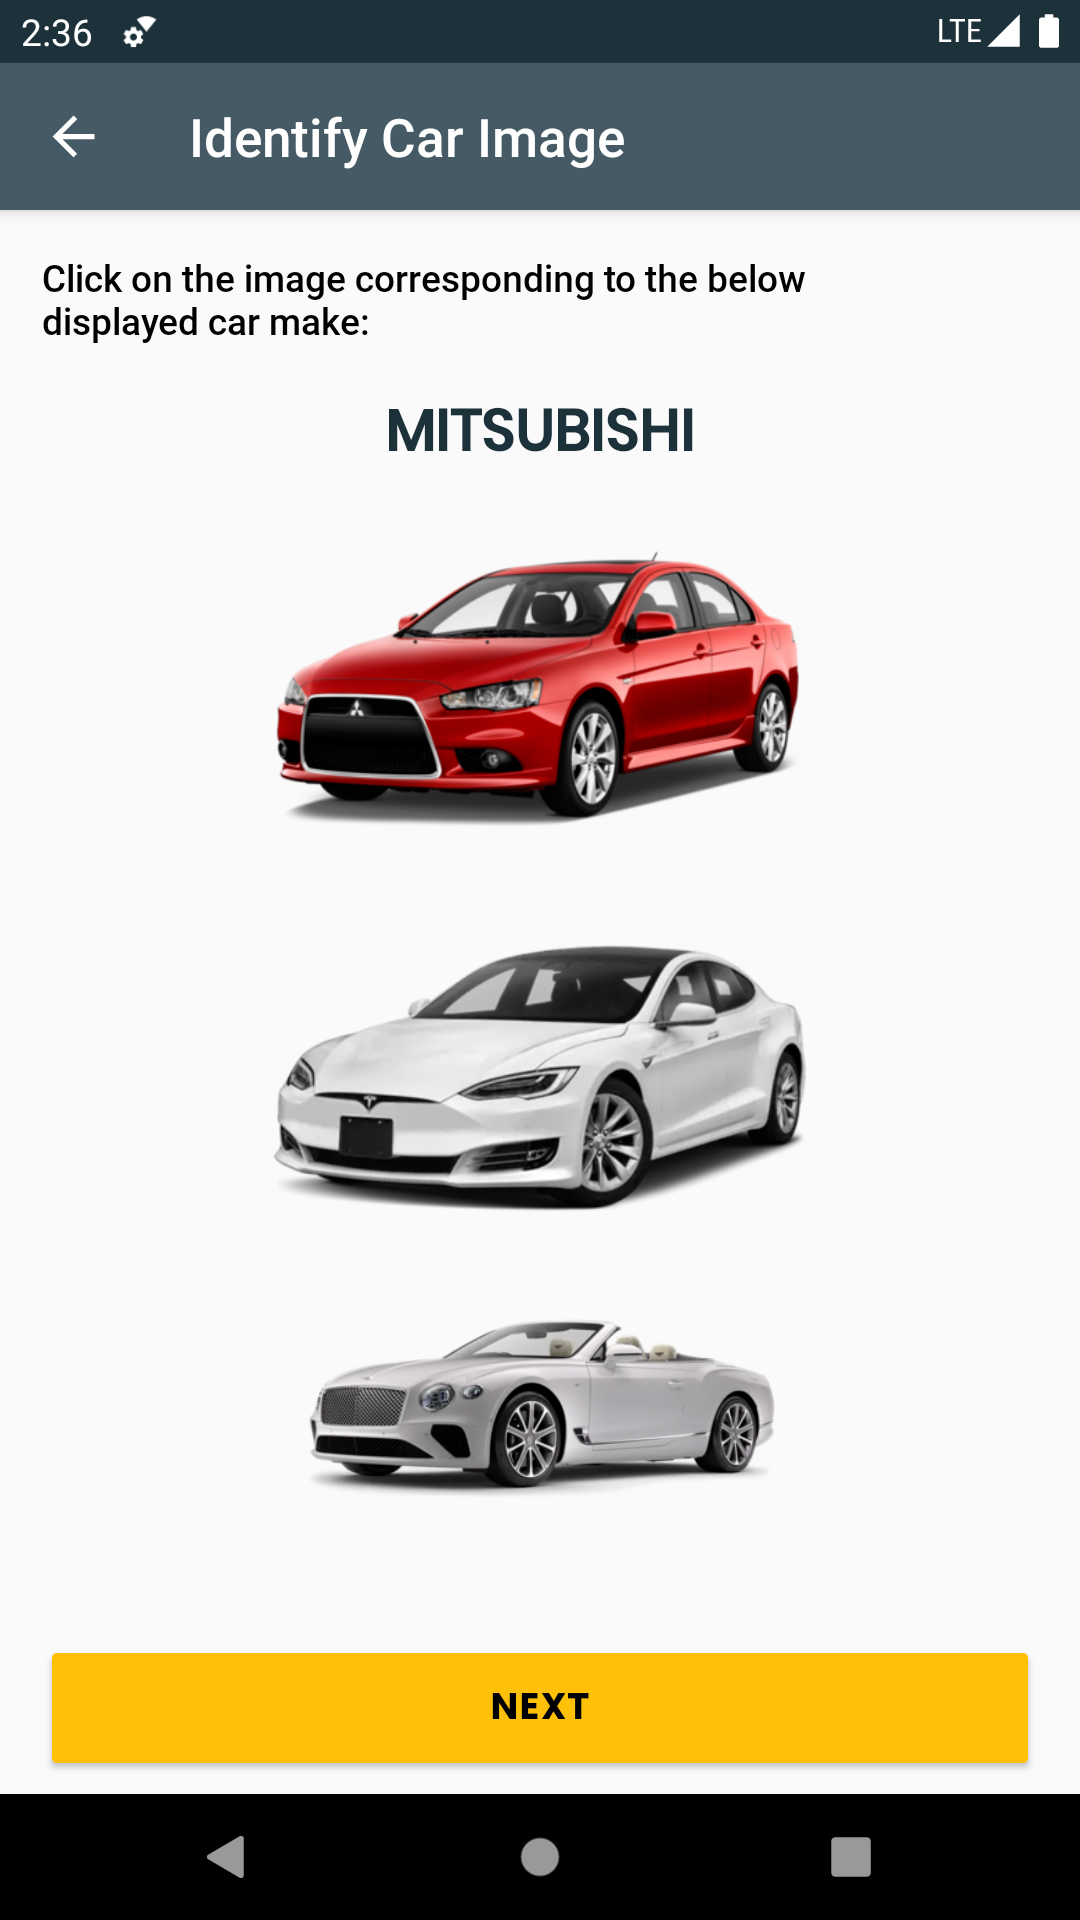 2:36
LTE
Identify Car Image
Click on the image corresponding to the below
displayed car make:
MITSUBISHI
NEXT